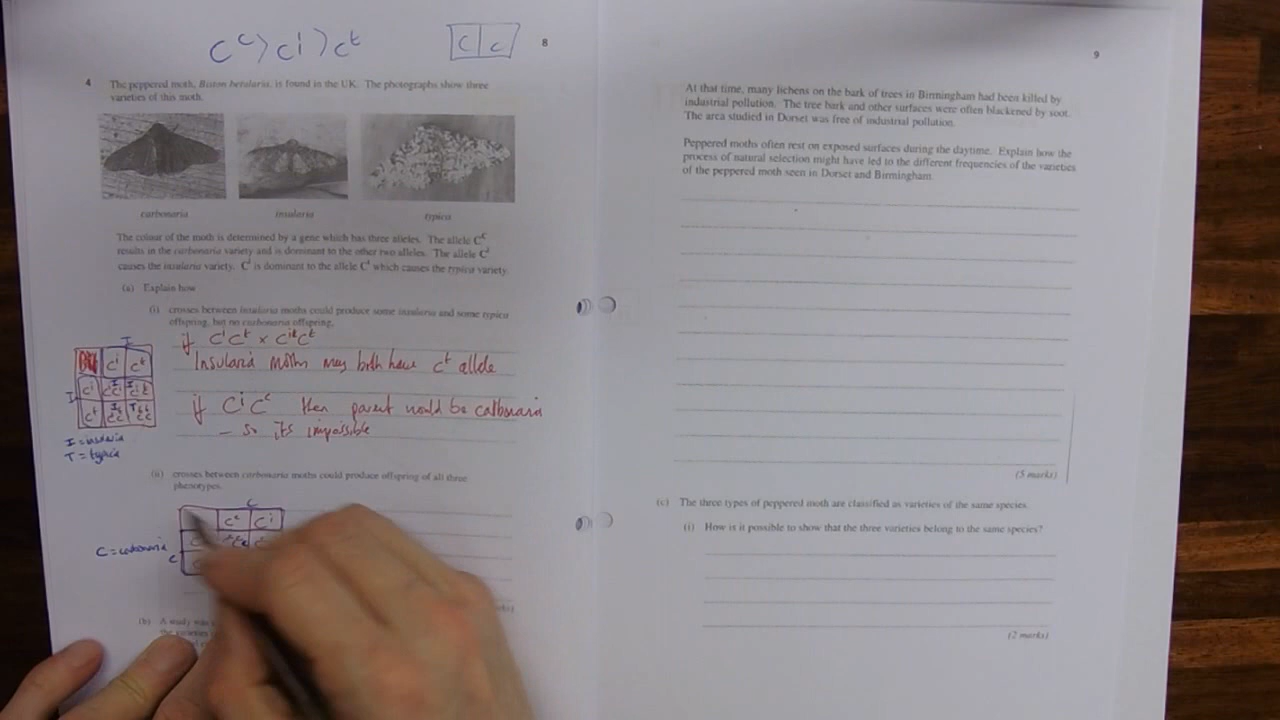 C^c > C^i > C^t
C C
8
4 The peppered moth, Biston betularia, is found in the UK. The photographs show three
varieties of this moth.
carbonaria insularia typica
The colour of the moth is determined by a gene which has three alleles. The allele C^C
results in the carbonaria variety and is dominant to the other two alleles. The allele C^I
causes the insularia variety. C^I is dominant to the allele C^t which causes the typica variety.
(a) Explain how
(i) crosses between insularia moths could produce some insularia and some typica
offspring, but no carbonaria offspring.
if C^i C^t x C^i C^t
Insularia moths may both have C^t allele
if C^i C^c then parent would be carbonaria
– so its impossible
I
C^i C^t
I C^i
C^t
I = insularia
T = typica
(ii) crosses between carbonaria moths could produce offspring of all three
phenotypes.
C
C^c C^i
C = carbonaria
C
(b) A study was
the varieties
9
At that time, many lichens on the bark of trees in Birmingham had been killed by
industrial pollution. The tree bark and other surfaces were often blackened by soot.
The area studied in Dorset was free of industrial pollution.
Peppered moths often rest on exposed surfaces during the daytime. Explain how the
process of natural selection might have led to the different frequencies of the varieties
of the peppered moth seen in Dorset and Birmingham.
(5 marks)
(c) The three types of peppered moth are classified as varieties of the same species.
(i) How is it possible to show that the three varieties belong to the same species?
(2 marks)